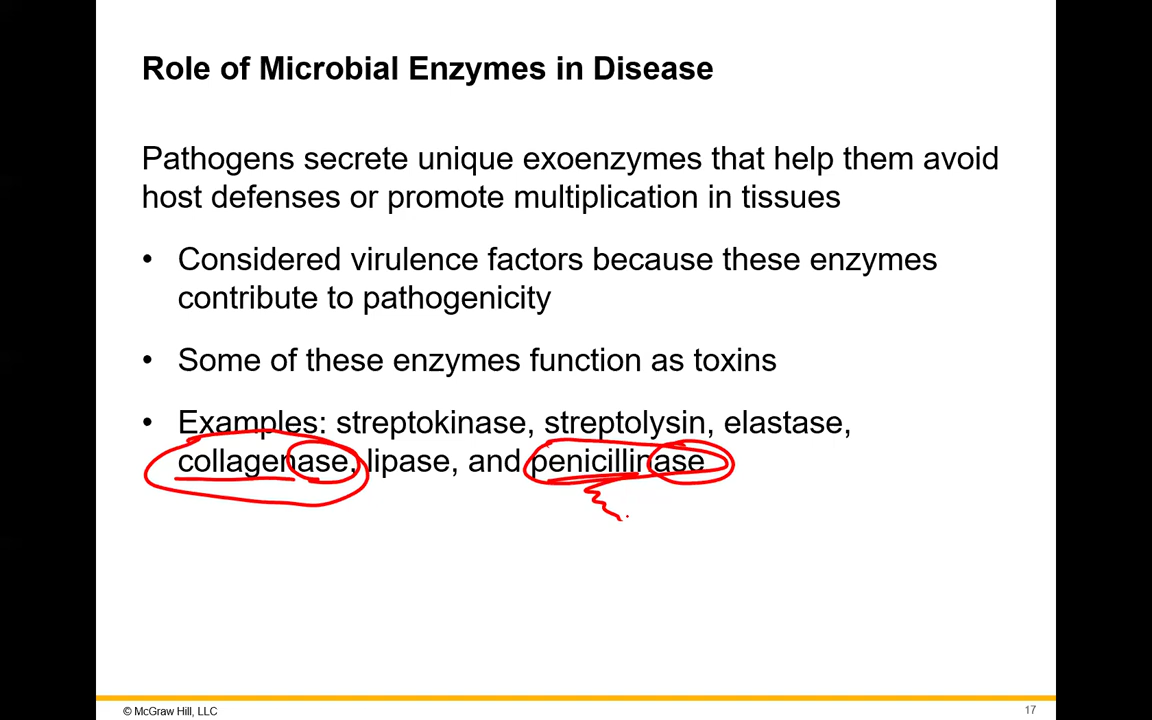 Role of Microbial Enzymes in Disease
Pathogens secrete unique exoenzymes that help them avoid
host defenses or promote multiplication in tissues
• Considered virulence factors because these enzymes
contribute to pathogenicity
• Some of these enzymes function as toxins
• Examples: streptokinase, streptolysin, elastase,
collagenase, lipase, and penicillinase
© McGraw Hill, LLC
17